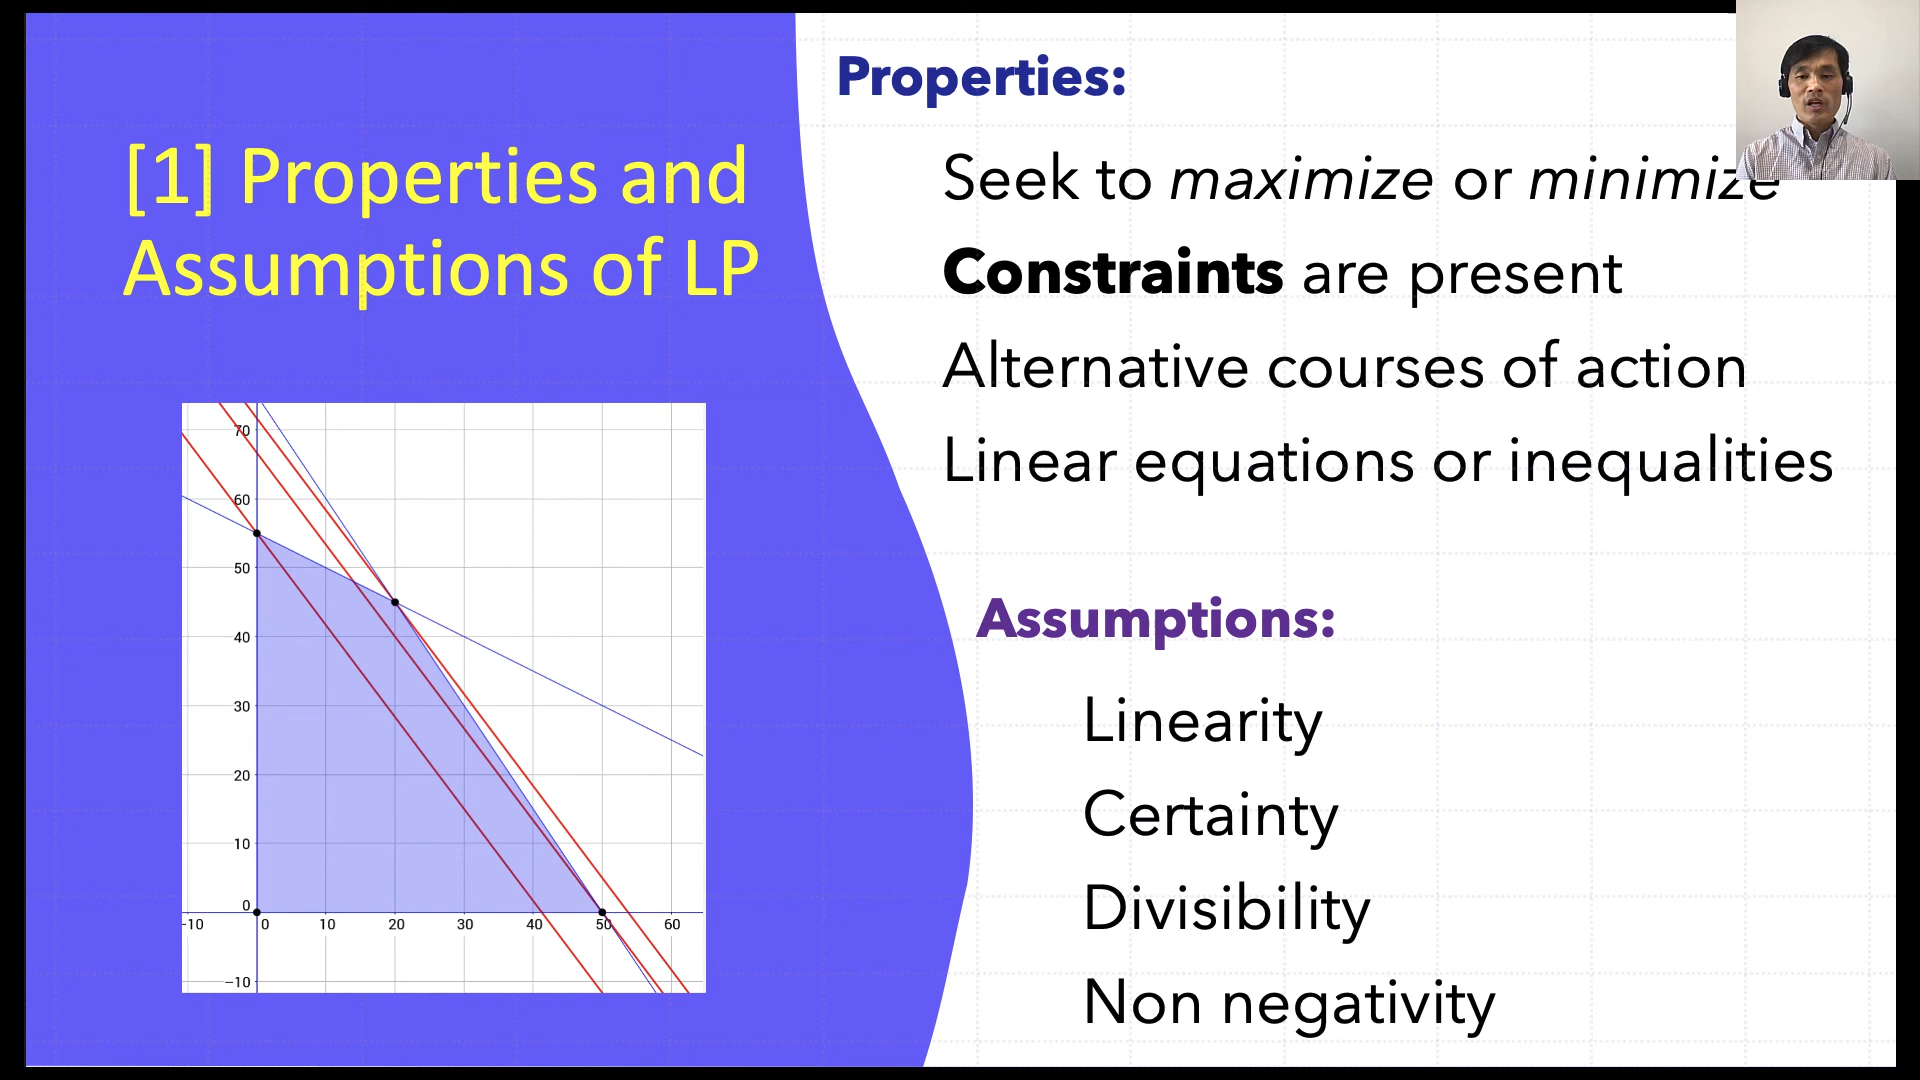 [1] Properties and
Assumptions of LP
Properties:
Seek to maximize or minimize
Constraints are present
Alternative courses of action
Linear equations or inequalities
Assumptions:
Linearity
Certainty
Divisibility
Non negativity
70
60
50
40
30
20
10
0
−10
−10 0 10 20 30 40 50 60